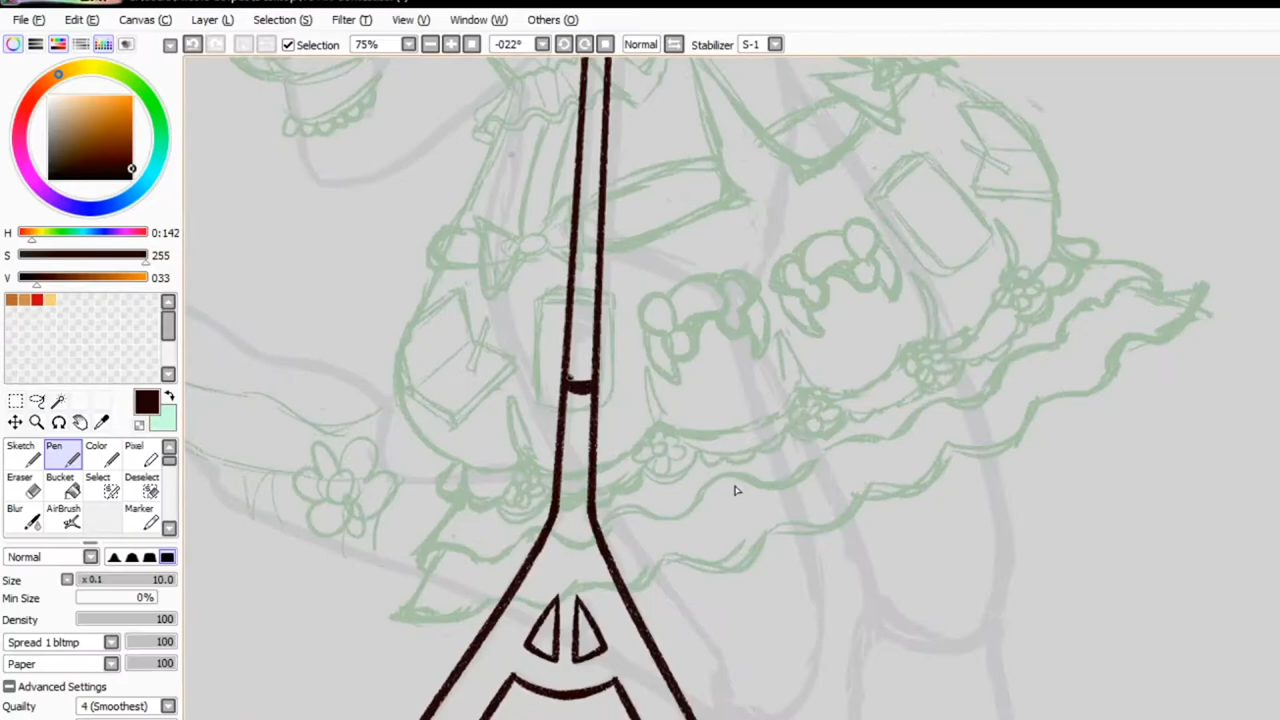 File (F) Edit (E) Canvas (C) Layer (L) Selection (S) Filter (T) View (V) Window (W) Others (O)
Selection 75% -022° Normal Stabilizer S-1
H 0:142
S 255
V 033
Sketch Pen Color Pixel
Eraser Bucket Select Deselect
Blur AirBrush Marker
Normal
Size x 0.1 10.0
Min Size 0%
Density 100
Spread 1 bltmp 100
Paper 100
Advanced Settings
Quailty 4 (Smoothest)